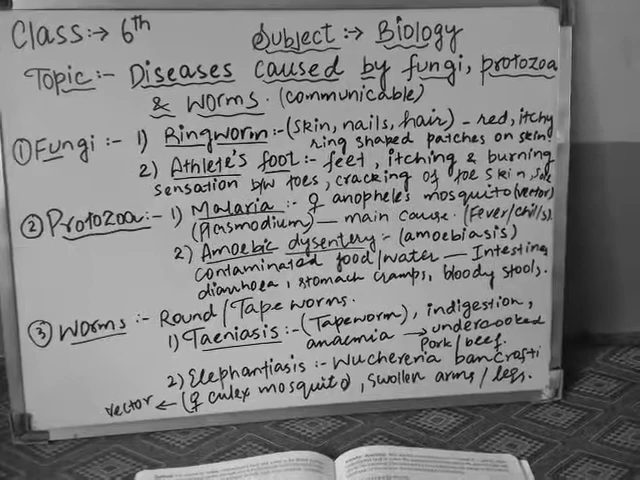 Class:→ 6th Subject:→ Biology
Topic:- Diseases caused by fungi, protozoa
& worms. (communicable)
① Fungi :- 1) Ringworm:- (skin, nails, hair) - red, itchy
ring shaped patches on skin.
2) Athlete's foot :- feet, itching & burning
sensation b/w toes, cracking of toe skin, sole
② Protozoa:- 1) Malaria :- ♀ anopheles mosquito (vector)
(Plasmodium) — main cause. (Fever/chills).
2) Amoebic dysentery:- (amoebiasis)
contaminated food/water — Intestine
diarrhoea, stomach cramps, bloody stools.
③ Worms :- Round / Tape worms.
1) Taeniasis :- (Tapeworm), indigestion,
anaemia → undercooked
Pork/beef.
2) Elephantiasis :- Wuchereria bancrofti
vector ← (♀ culex mosquito), swollen arms/legs.